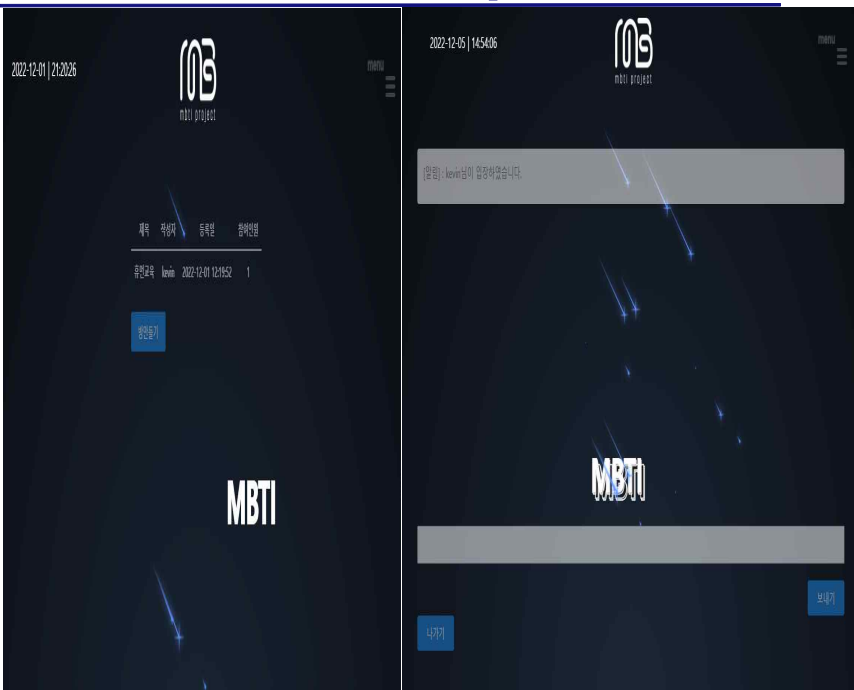 2022-12-01 | 21:20:26
mbti project
menu
제목 작성자 등록일 참여인원
휴먼교육 kevin 2022-12-01 12:19:52 1
방만들기
MBTI
2022-12-05 | 14:54:06
mbti project
menu
[알림] : kevin님이 입장하였습니다.
MBTI
보내기
나가기